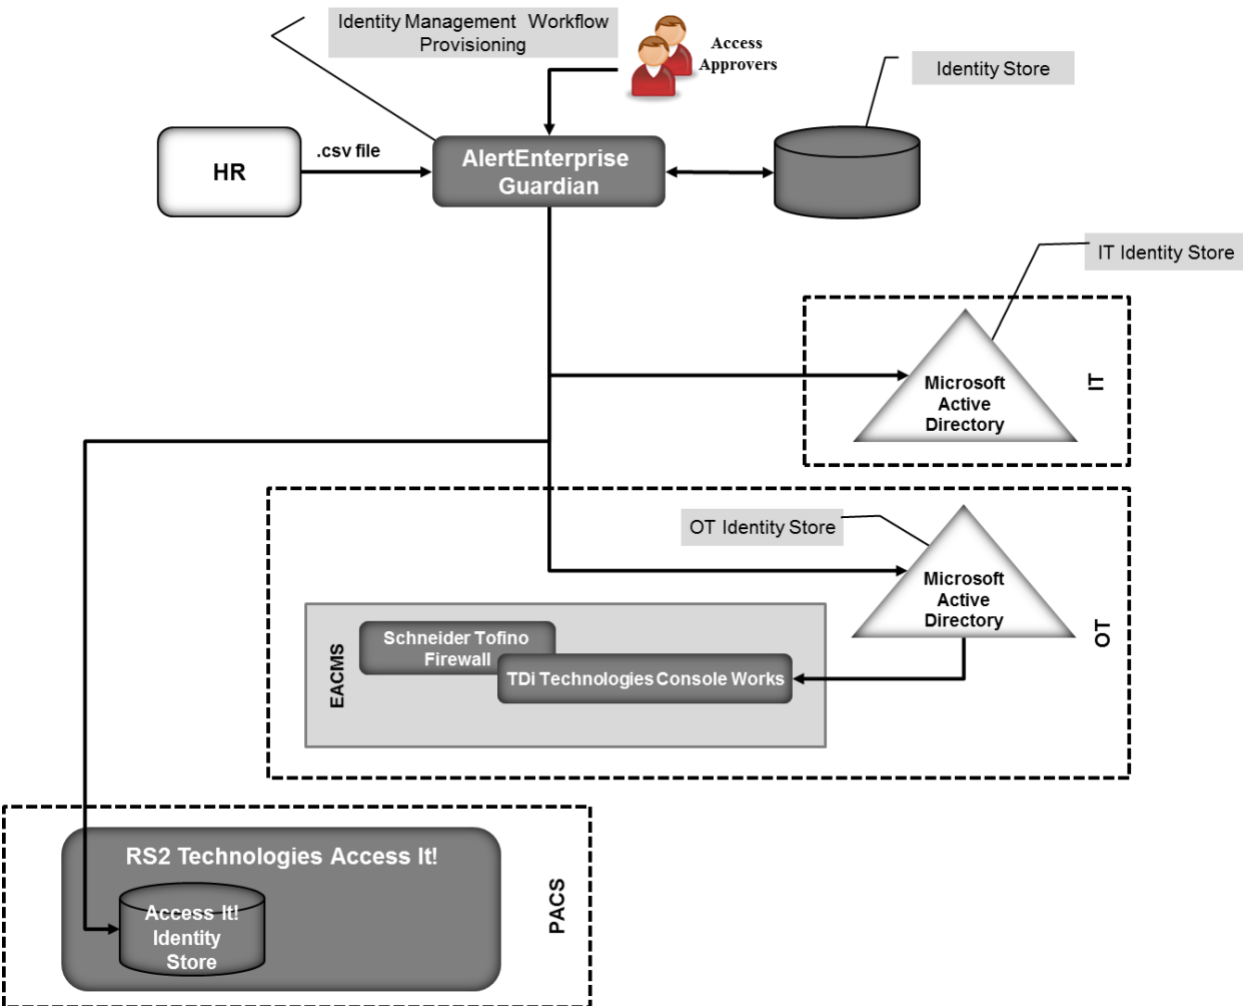 Identity Management Workflow
Provisioning
Access
Approvers
Identity Store
HR
.csv file
AlertEnterprise
Guardian
IT Identity Store
Microsoft
Active
Directory
IT
OT Identity Store
Microsoft
Active
Directory
OT
EACMS
Schneider Tofino
Firewall
TDi Technologies Console Works
RS2 Technologies Access It!
Access It!
Identity
Store
PACS